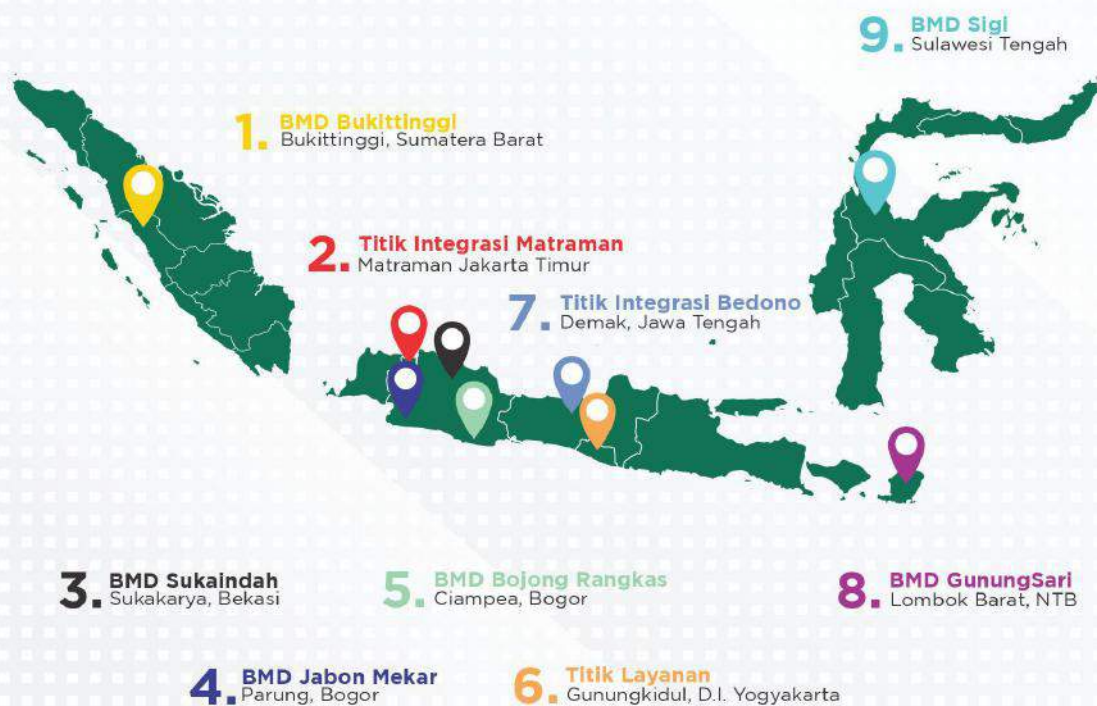 9. BMD Sigi
Sulawesi Tengah
1. BMD Bukittinggi
Bukittinggi, Sumatera Barat
2. Titik Integrasi Matraman
Matraman Jakarta Timur
7. Titik Integrasi Bedono
Demak, Jawa Tengah
3. BMD Sukaindah
Sukakarya, Bekasi
5. BMD Bojong Rangkas
Ciampea, Bogor
8. BMD GunungSari
Lombok Barat, NTB
4. BMD Jabon Mekar
Parung, Bogor
6. Titik Layanan
Gunungkidul, D.I. Yogyakarta